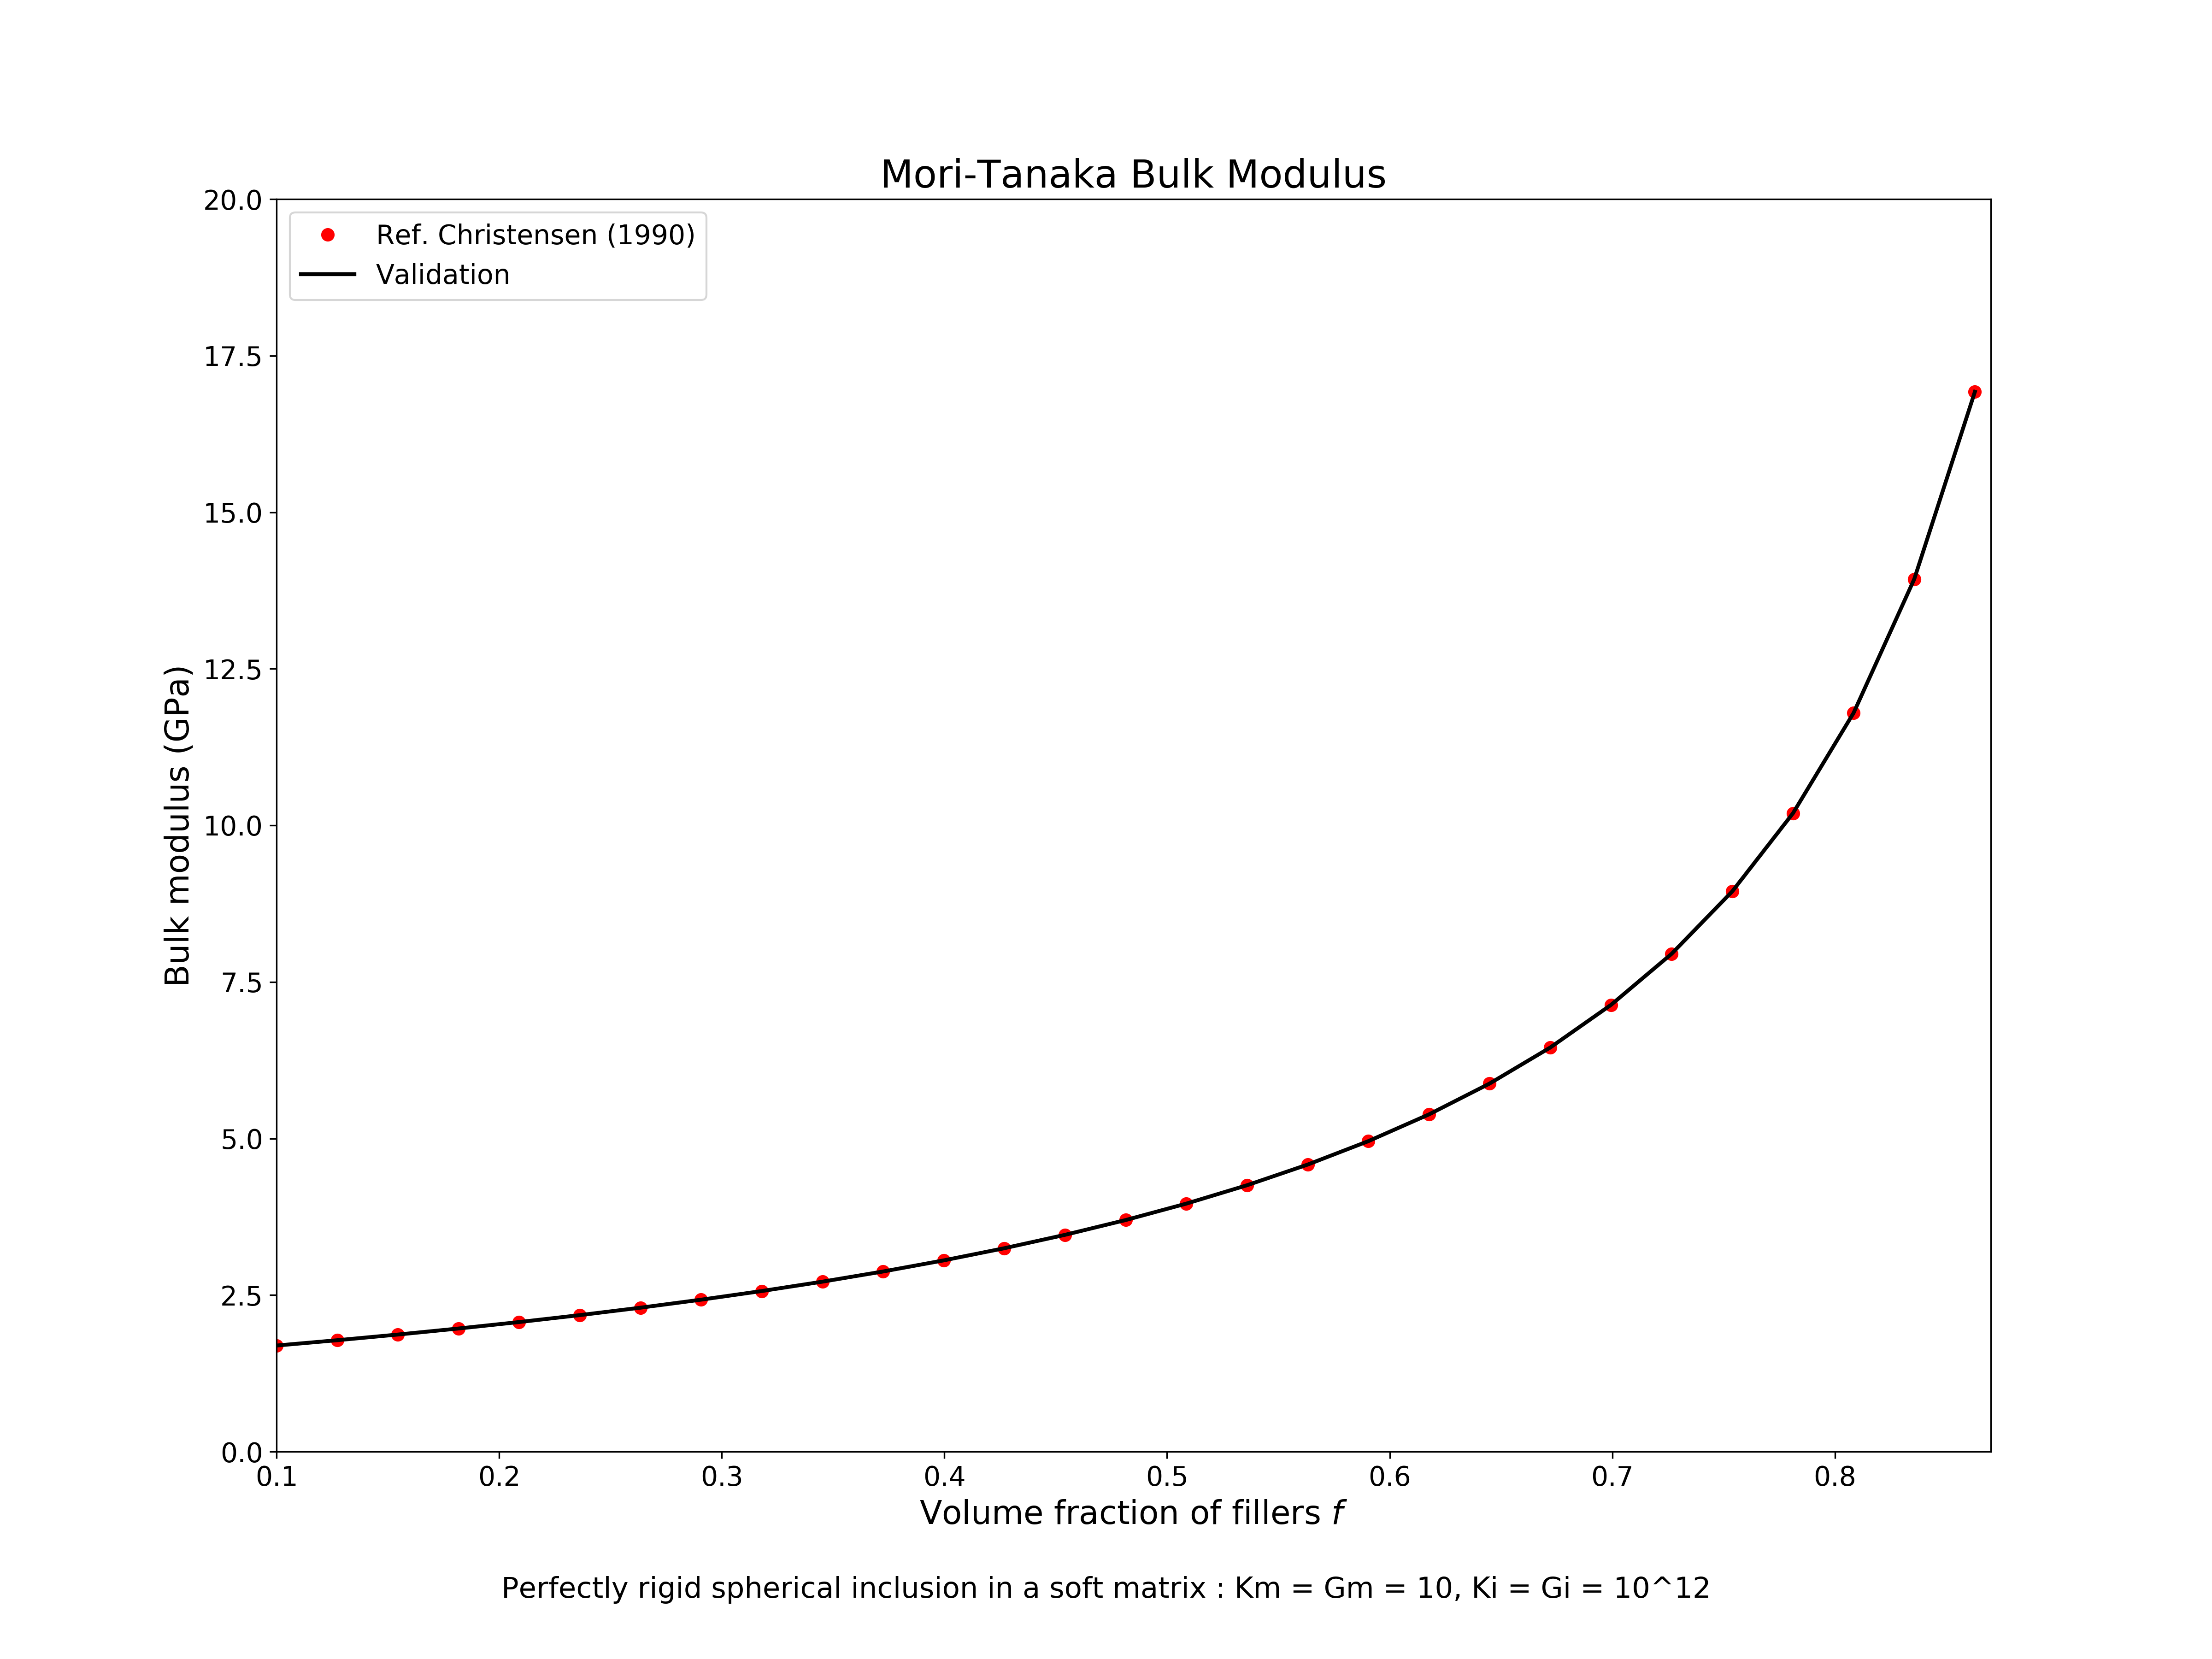 Mori-Tanaka Bulk Modulus
Ref. Christensen (1990)
Validation
20.0
17.5
15.0
12.5
10.0
7.5
5.0
2.5
0.0
Bulk modulus (GPa)
0.1 0.2 0.3 0.4 0.5 0.6 0.7 0.8
Volume fraction of fillers f
Perfectly rigid spherical inclusion in a soft matrix : Km = Gm = 10, Ki = Gi = 10^12